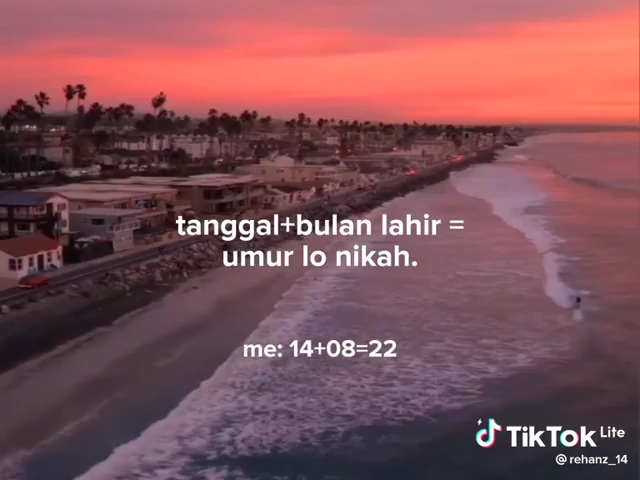 tanggal+bulan lahir =
umur lo nikah.
me: 14+08=22
TikTok Lite
@rehanz_14